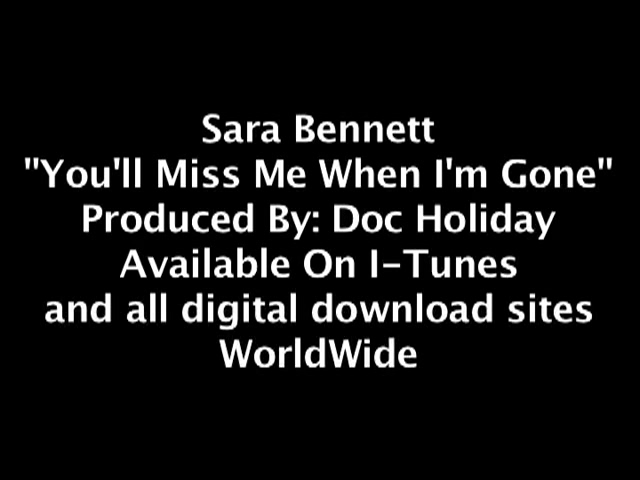 Sara Bennett
"You'll Miss Me When I'm Gone"
Produced By: Doc Holiday
Available On I-Tunes
and all digital download sites
WorldWide